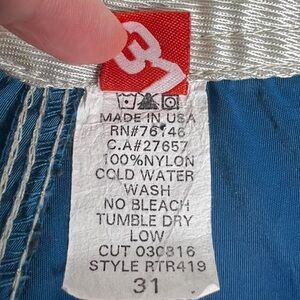 MADE IN USA
RN#76146
C.A#27657
100%NYLON
COLD WATER
WASH
NO BLEACH
TUMBLE DRY
LOW
CUT 030816
STYLE RTR419
31